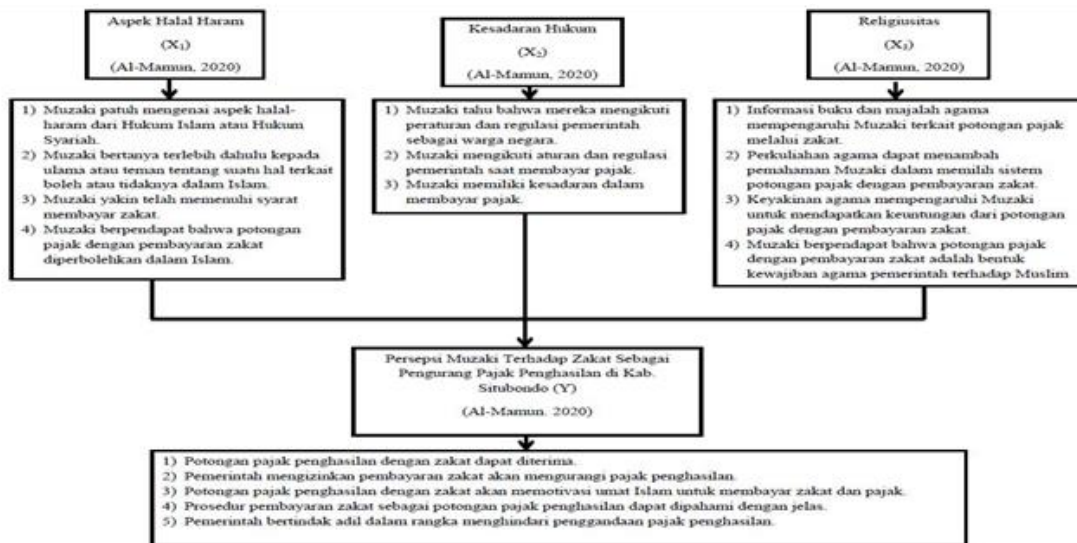 Aspek Halal Haram
(X1)
(Al-Mamun, 2020)
1) Muzaki patuh mengenai aspek halal-
haram dari Hukum Islam atau Hukum
Syariah.
2) Muzaki bertanya terlebih dahulu kepada
ulama atau teman tentang suatu hal terkait
boleh atau tidaknya dalam Islam.
3) Muzaki yakin telah memenuhi syarat
membayar zakat.
4) Muzaki berpendapat bahwa potongan
pajak dengan pembayaran zakat
diperbolehkan dalam Islam.
Kesadaran Hukum
(X2)
(Al-Mamun, 2020)
1) Muzaki tahu bahwa mereka mengikuti
peraturan dan regulasi pemerintah
sebagai warga negara.
2) Muzaki mengikuti aturan dan regulasi
pemerintah saat membayar pajak.
3) Muzaki memiliki kesadaran dalam
membayar pajak.
Religiusitas
(X3)
(Al-Mamun, 2020)
1) Informasi buku dan majalah agama
mempengaruhi Muzaki terkait potongan pajak
melalui zakat.
2) Perkuliahan agama dapat menambah
pemahaman Muzaki dalam memilih sistem
potongan pajak dengan pembayaran zakat.
3) Keyakinan agama mempengaruhi Muzaki
untuk mendapatkan keuntungan dari potongan
pajak dengan pembayaran zakat.
4) Muzaki berpendapat bahwa potongan pajak
dengan pembayaran zakat adalah bentuk
kewajiban agama pemerintah terhadap Muslim
Persepsi Muzaki Terhadap Zakat Sebagai
Pengurang Pajak Penghasilan di Kab.
Situbondo (Y)
(Al-Mamun. 2020)
1) Potongan pajak penghasilan dengan zakat dapat diterima.
2) Pemerintah mengizinkan pembayaran zakat akan mengurangi pajak penghasilan.
3) Potongan pajak penghasilan dengan zakat akan memotivasi umat Islam untuk membayar zakat dan pajak.
4) Prosedur pembayaran zakat sebagai potongan pajak penghasilan dapat dipahami dengan jelas.
5) Pemerintah bertindak adil dalam rangka menghindari penggandaan pajak penghasilan.